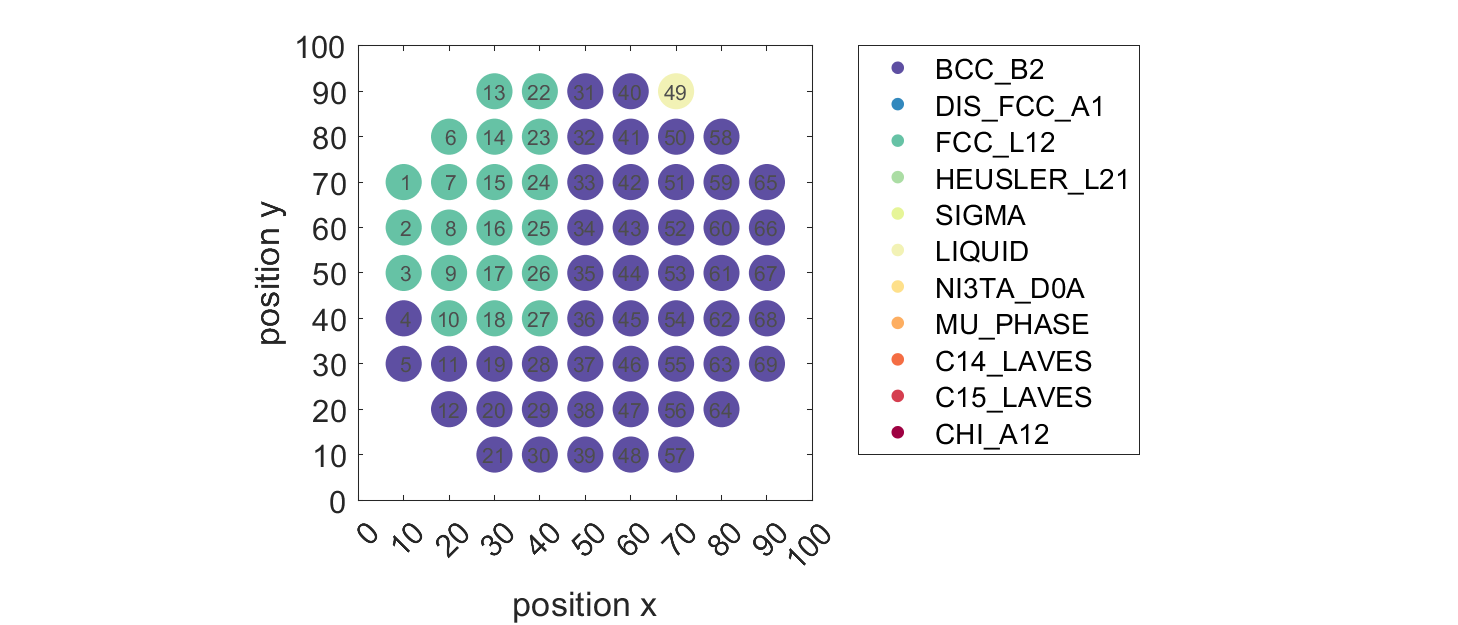 100
90
80
70
60
50
40
30
20
10
0
position y
13 22 31 40 49
6 14 23 32 41 50 58
1 7 15 24 33 42 51 59 65
2 8 16 25 34 43 52 60 66
3 9 17 26 35 44 53 61 67
4 10 18 27 36 45 54 62 68
5 11 19 28 37 46 55 63 69
12 20 29 38 47 56 64
21 30 39 48 57
0 10 20 30 40 50 60 70 80 90 100
position x
BCC_B2
DIS_FCC_A1
FCC_L12
HEUSLER_L21
SIGMA
LIQUID
NI3TA_D0A
MU_PHASE
C14_LAVES
C15_LAVES
CHI_A12